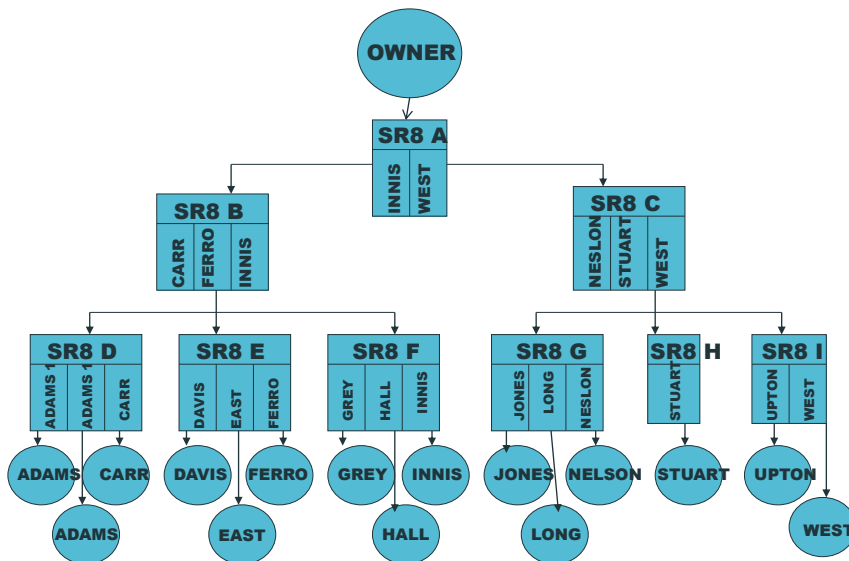 OWNER
SR8 A
INNIS
WEST
SR8 B
CARR
FERRO
INNIS
SR8 C
NESLON
STUART
WEST
SR8 D
ADAMS 1
ADAMS 1
CARR
SR8 E
DAVIS
EAST
FERRO
SR8 F
GREY
HALL
INNIS
SR8 G
JONES
LONG
NESLON
SR8 H
STUART
SR8 I
UPTON
WEST
ADAMS
CARR
DAVIS
FERRO
GREY
INNIS
JONES
NELSON
STUART
UPTON
ADAMS
EAST
HALL
LONG
WEST